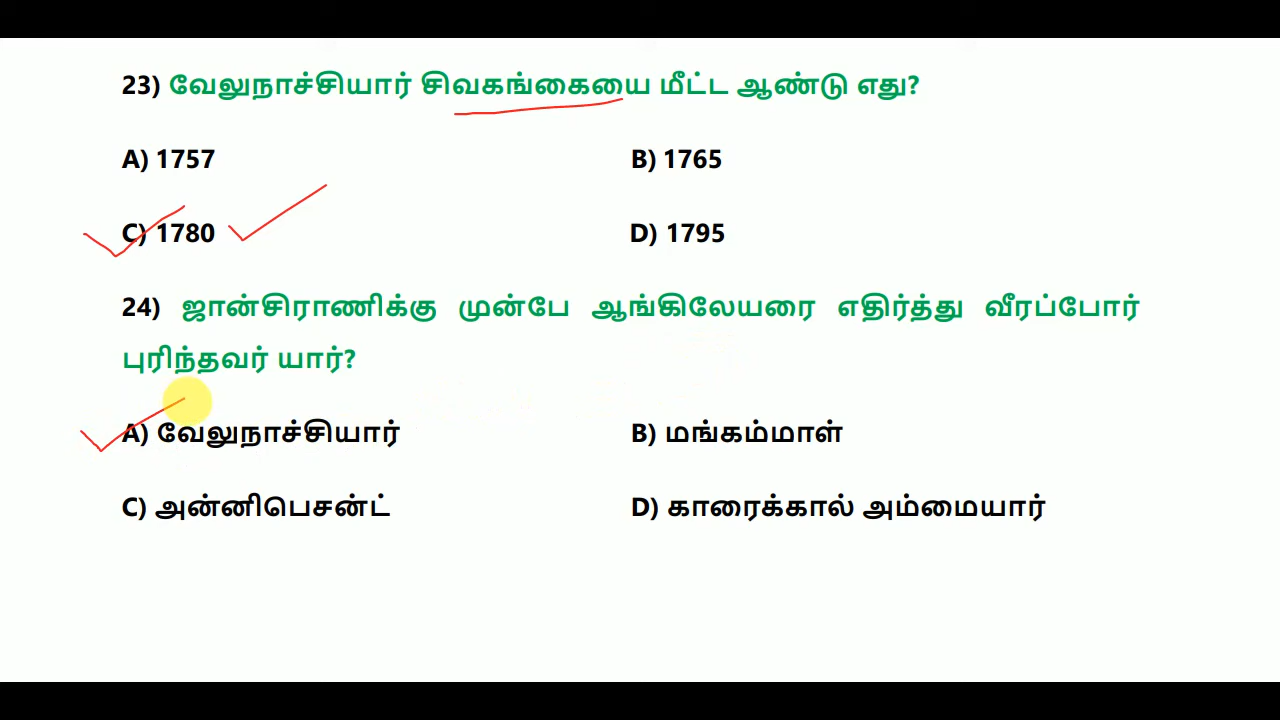 23) வேலுநாச்சியார் சிவகங்கையை மீட்ட ஆண்டு எது?
A) 1757 B) 1765
C) 1780 D) 1795
24) ஜான்சிராணிக்கு முன்பே ஆங்கிலேயரை எதிர்த்து வீரப்போர்
புரிந்தவர் யார்?
A) வேலுநாச்சியார் B) மங்கம்மாள்
C) அன்னிபெசன்ட் D) காரைக்கால் அம்மையார்